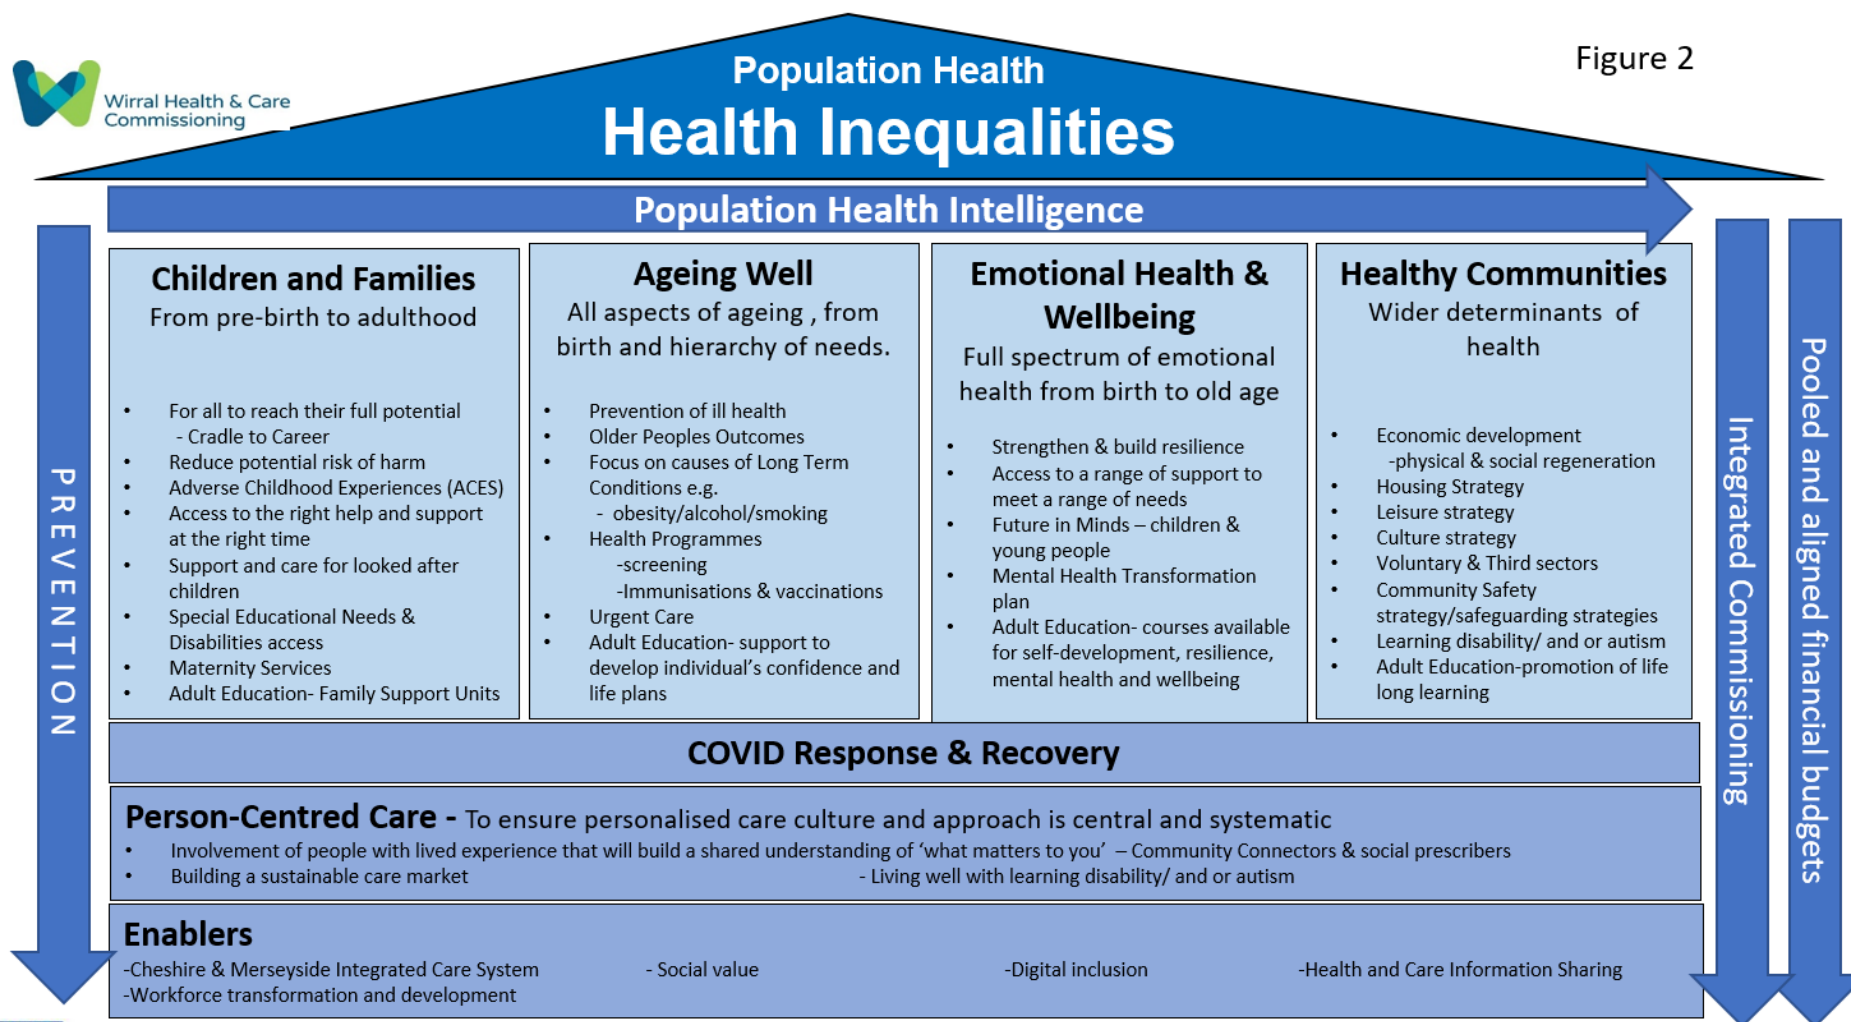 Figure 2
Wirral Health & Care
Commissioning
Population Health
Health Inequalities
Population Health Intelligence
PREVENTION
Children and Families
From pre-birth to adulthood
• For all to reach their full potential
- Cradle to Career
• Reduce potential risk of harm
• Adverse Childhood Experiences (ACES)
• Access to the right help and support
at the right time
• Support and care for looked after
children
• Special Educational Needs &
Disabilities access
• Maternity Services
• Adult Education- Family Support Units
Ageing Well
All aspects of ageing , from
birth and hierarchy of needs.
• Prevention of ill health
• Older Peoples Outcomes
• Focus on causes of Long Term
Conditions e.g.
- obesity/alcohol/smoking
• Health Programmes
-screening
-Immunisations & vaccinations
• Urgent Care
• Adult Education- support to
develop individual’s confidence and
life plans
Emotional Health &
Wellbeing
Full spectrum of emotional
health from birth to old age
• Strengthen & build resilience
• Access to a range of support to
meet a range of needs
• Future in Minds – children &
young people
• Mental Health Transformation
plan
• Adult Education- courses available
for self-development, resilience,
mental health and wellbeing
Healthy Communities
Wider determinants of
health
• Economic development
-physical & social regeneration
• Housing Strategy
• Leisure strategy
• Culture strategy
• Voluntary & Third sectors
• Community Safety
strategy/safeguarding strategies
• Learning disability/ and or autism
• Adult Education-promotion of life
long learning
Integrated Commissioning
Pooled and aligned financial budgets
COVID Response & Recovery
Person-Centred Care - To ensure personalised care culture and approach is central and systematic
• Involvement of people with lived experience that will build a shared understanding of ‘what matters to you’ – Community Connectors & social prescribers
• Building a sustainable care market - Living well with learning disability/ and or autism
Enablers
-Cheshire & Merseyside Integrated Care System - Social value -Digital inclusion -Health and Care Information Sharing
-Workforce transformation and development